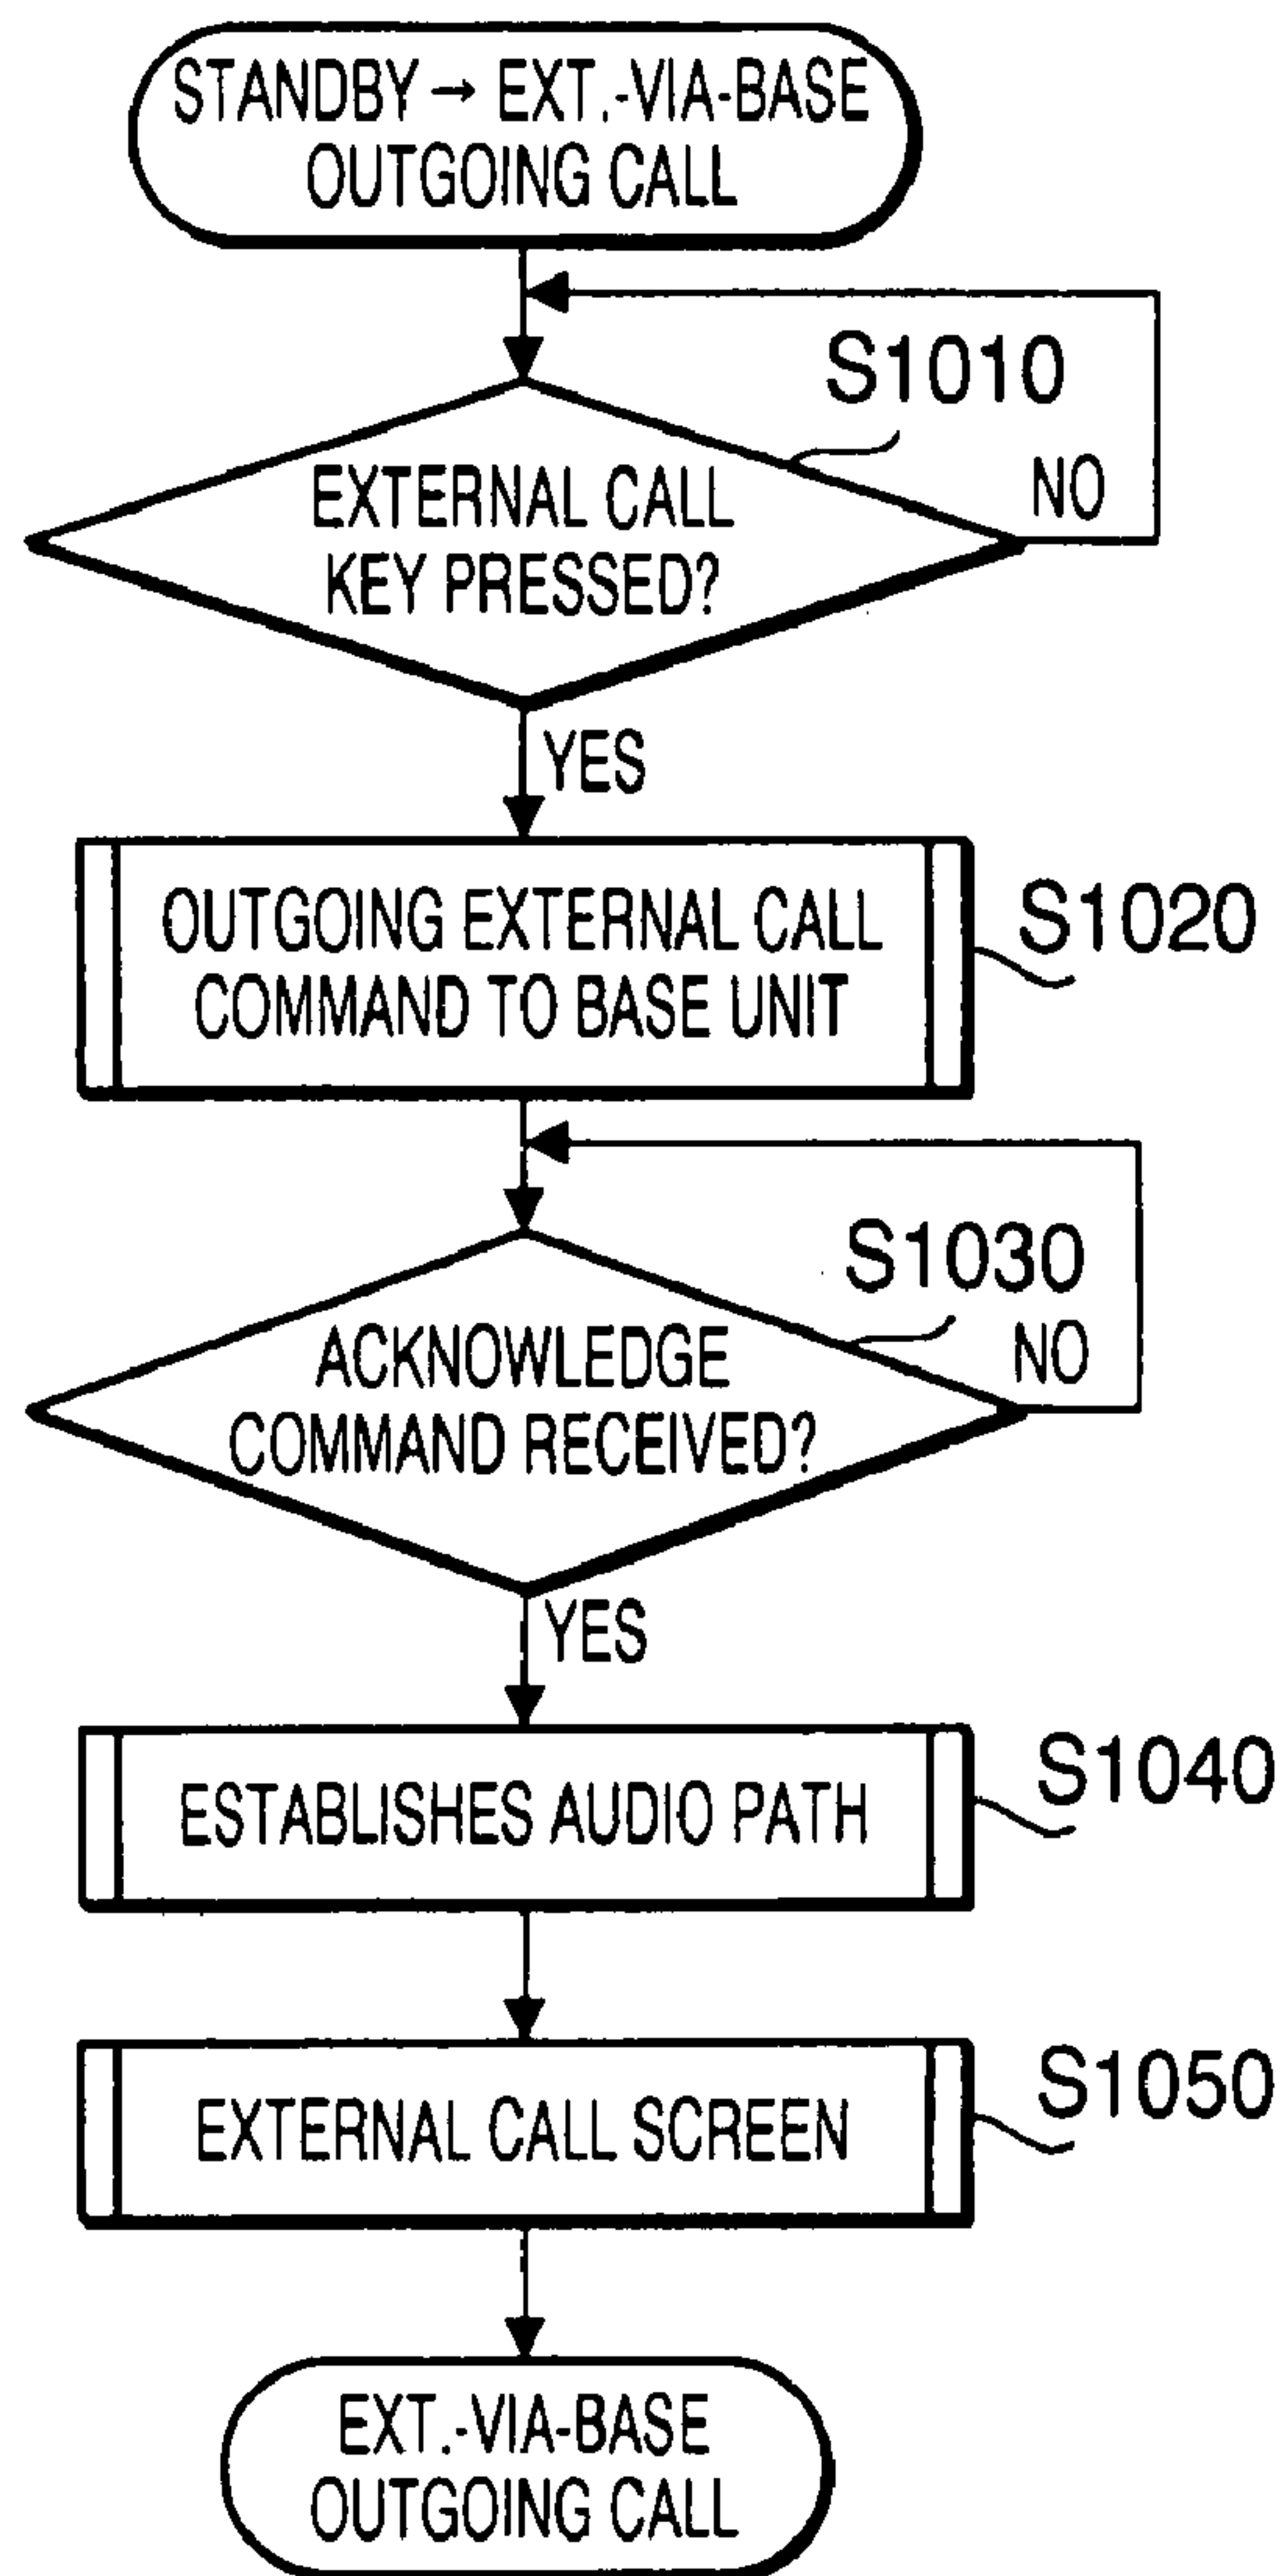 STANDBY → EXT.-VIA-BASE
OUTGOING CALL
S1010
EXTERNAL CALL
KEY PRESSED?
NO
YES
OUTGOING EXTERNAL CALL
COMMAND TO BASE UNIT
S1020
S1030
ACKNOWLEDGE
COMMAND RECEIVED?
NO
YES
ESTABLISHES AUDIO PATH
S1040
EXTERNAL CALL SCREEN
S1050
EXT.-VIA-BASE
OUTGOING CALL